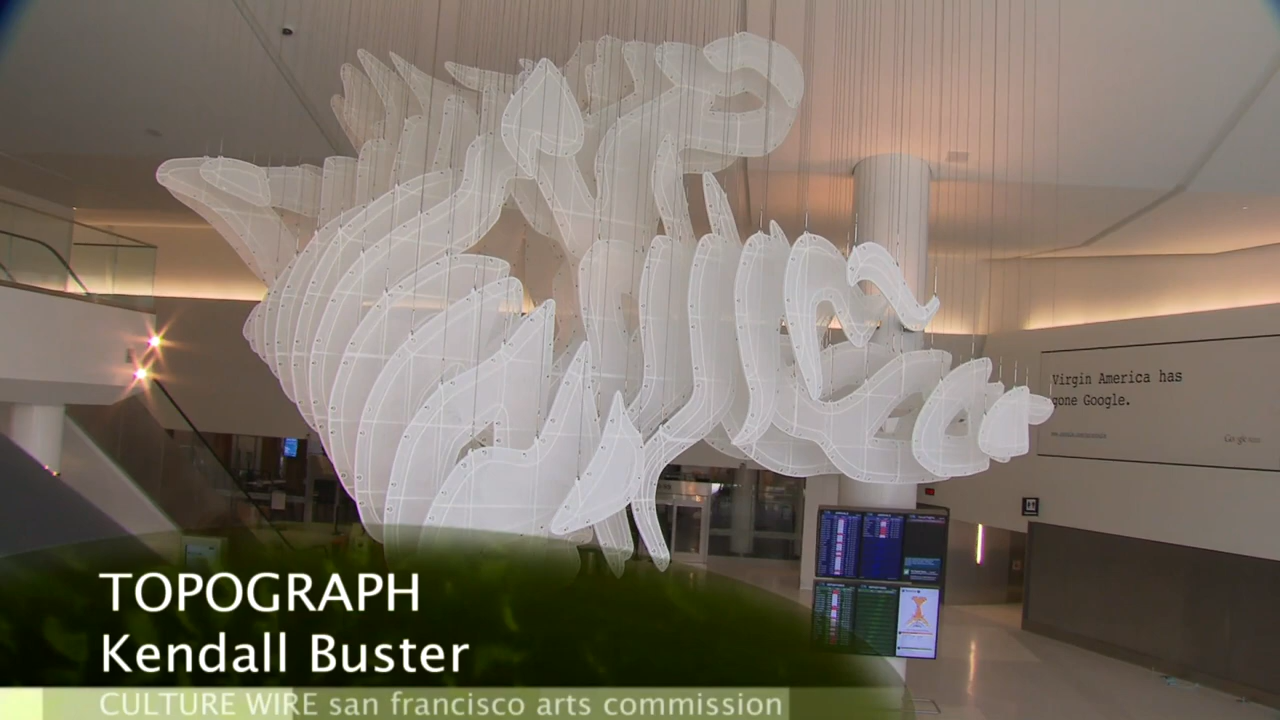 Virgin America has
gone Google.
TOPOGRAPH
Kendall Buster
CULTURE WIRE san francisco arts commission